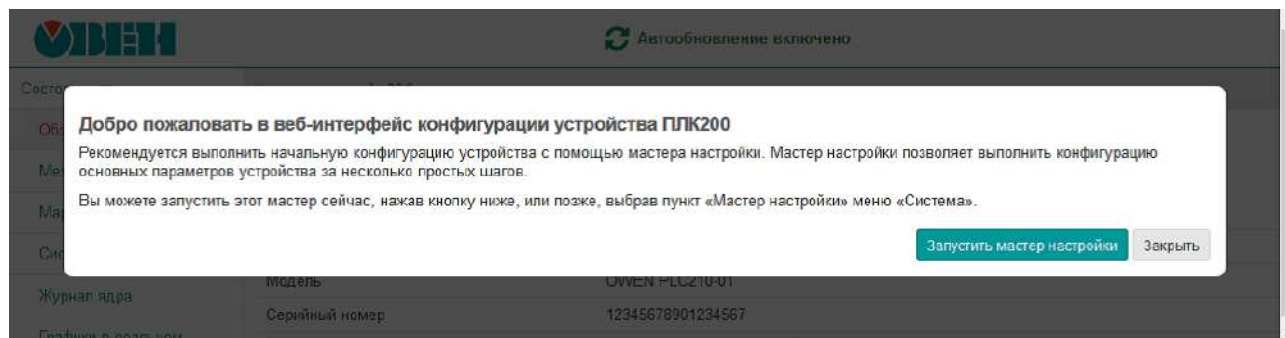 ОВЕН
Автообновление включено
Добро пожаловать в веб-интерфейс конфигурации устройства ПЛК200
Рекомендуется выполнить начальную конфигурацию устройства с помощью мастера настройки. Мастер настройки позволяет выполнить конфигурацию
основных параметров устройства за несколько простых шагов.
Вы можете запустить этот мастер сейчас, нажав кнопку ниже, или позже, выбрав пункт «Мастер настройки» меню «Система».
Запустить мастер настройки Закрыть
Модель OWEN PLC210-01
Журнал ядра
Серийный номер 12345678901234567